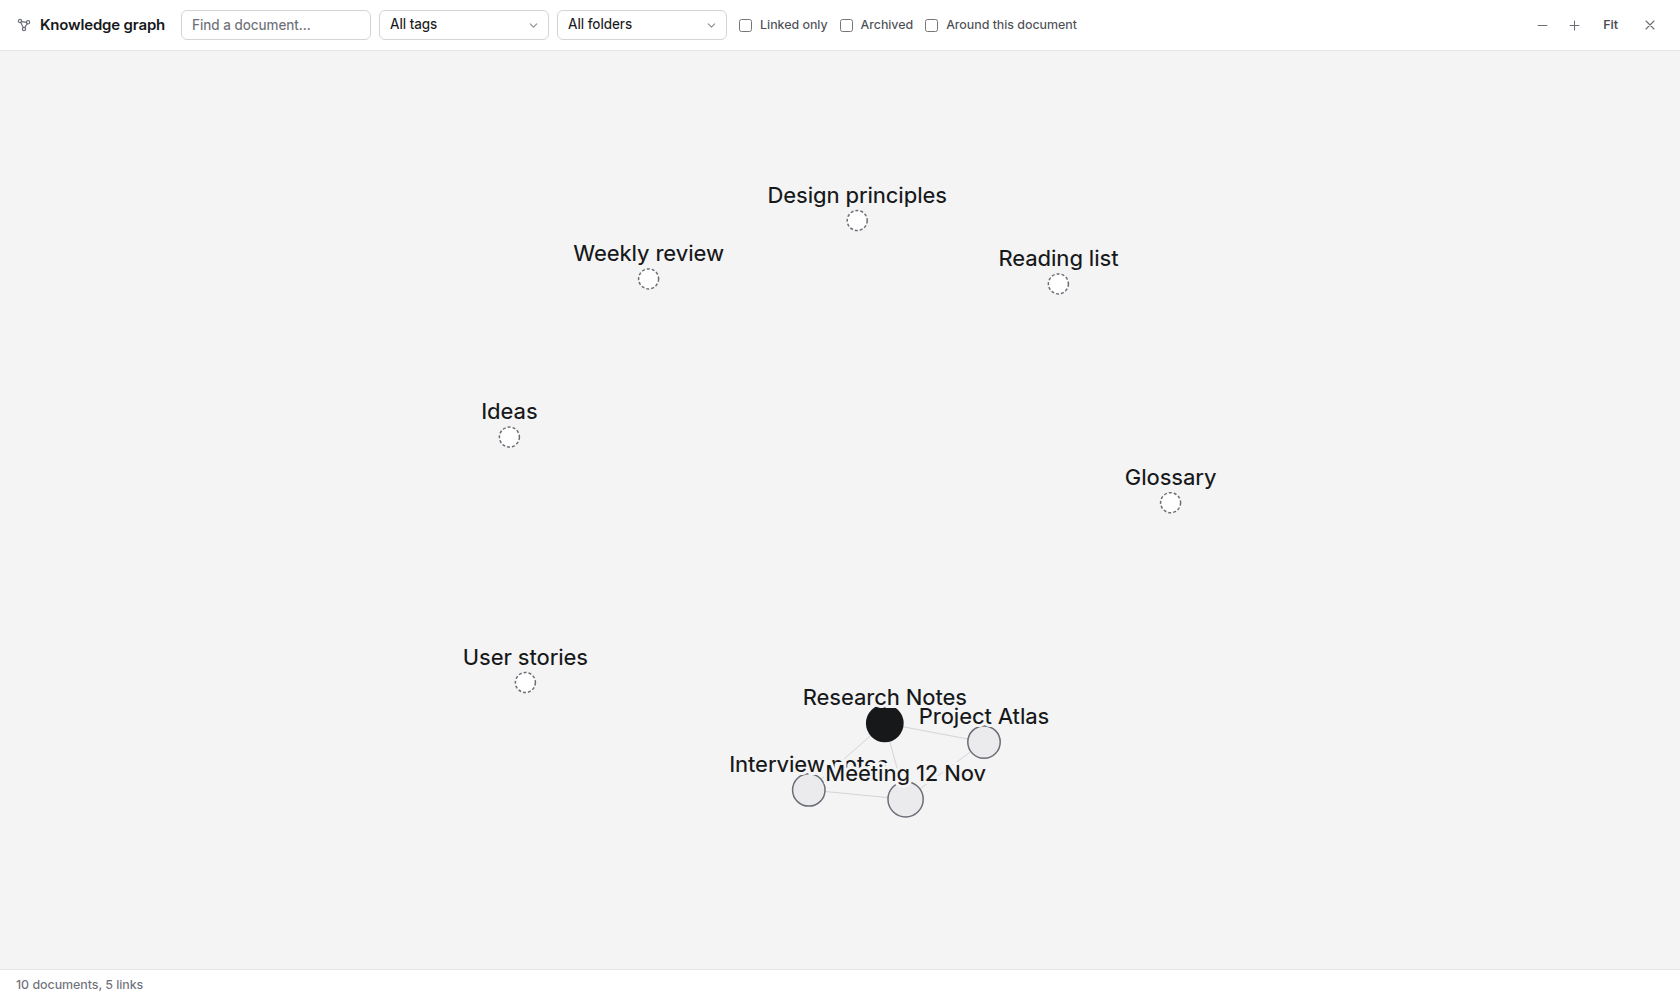 Knowledge graph
Find a document...
All tags
All folders
Linked only
Archived
Around this document
Fit
Design principles
Weekly review
Reading list
Ideas
Glossary
User stories
Research Notes
Project Atlas
Interview notes
Meeting 12 Nov
10 documents, 5 links